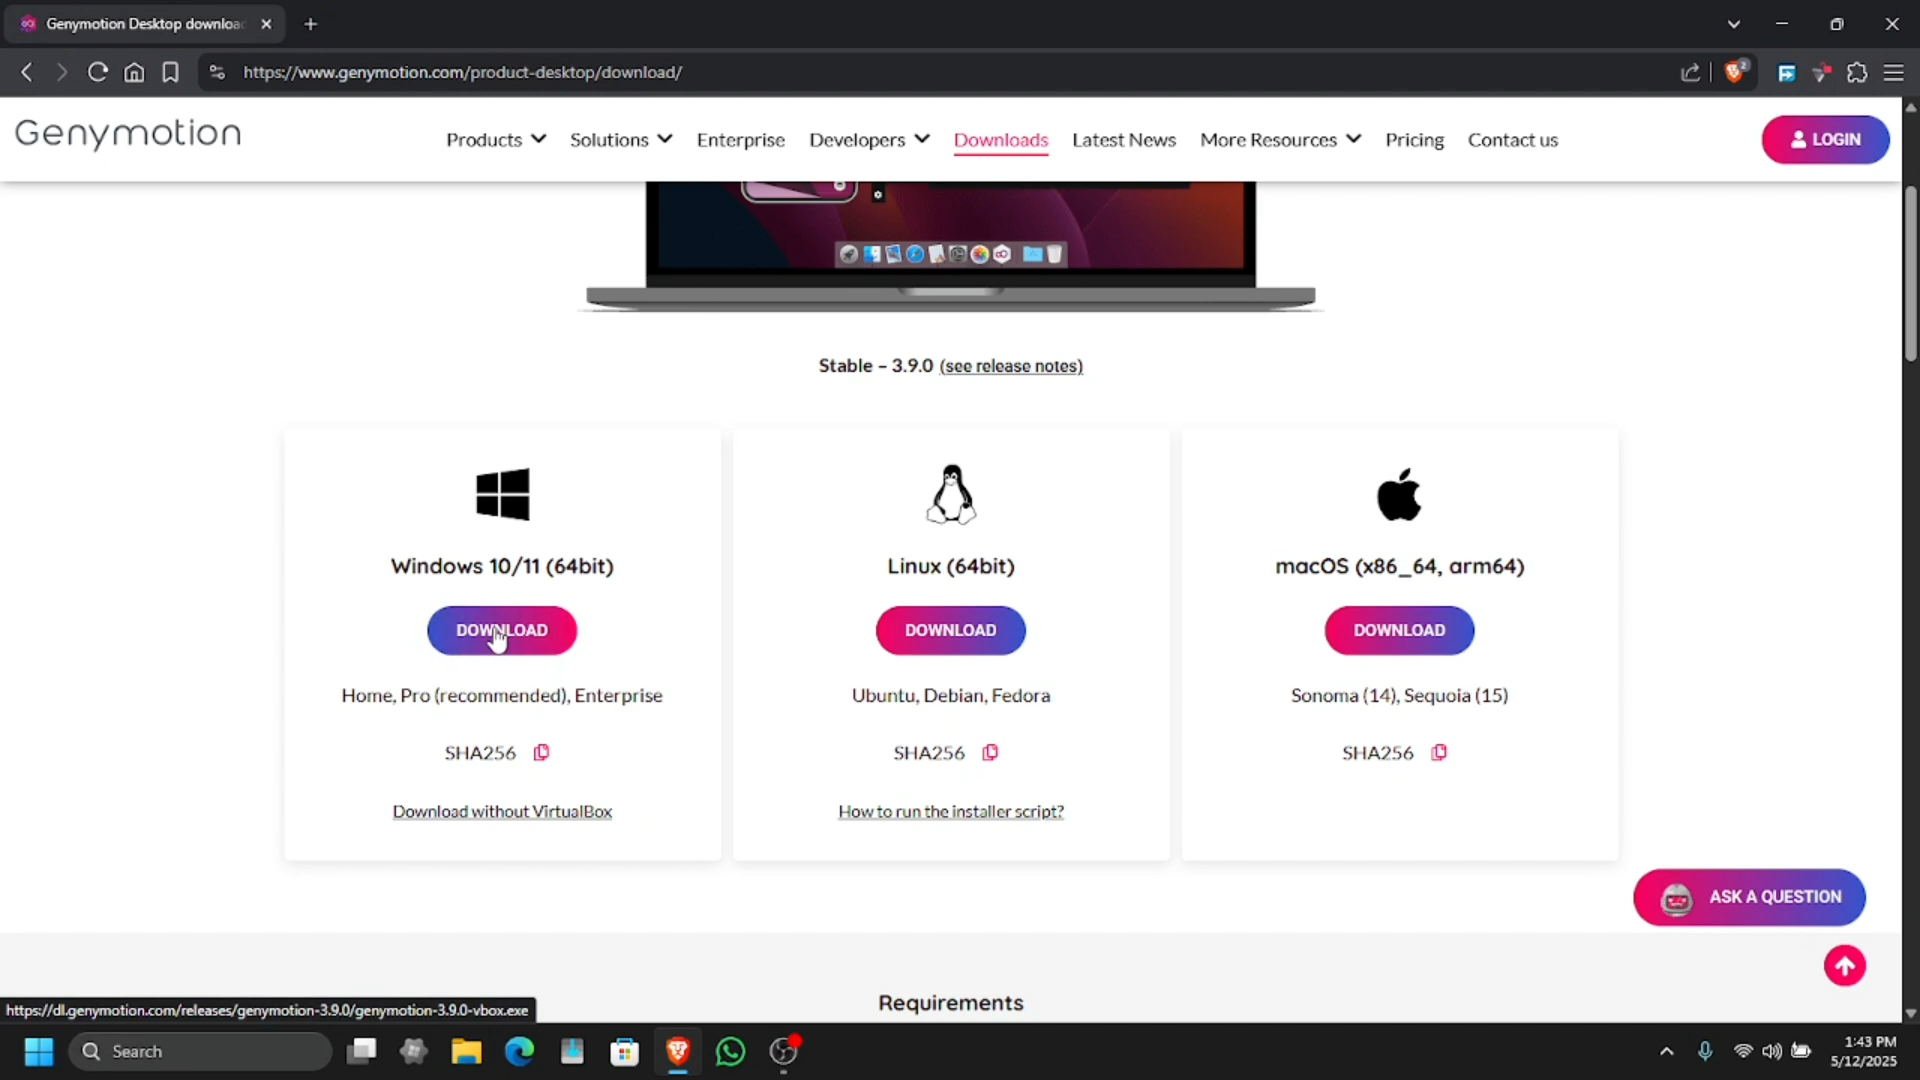 Genymotion Desktop downloa
https://www.genymotion.com/product-desktop/download/
2
Genymotion
Products
Solutions
Enterprise
Developers
Downloads
Latest News
More Resources
Pricing
Contact us
LOGIN
Stable – 3.9.0 (see release notes)
Windows 10/11 (64bit)
DOWNLOAD
Home, Pro (recommended), Enterprise
SHA256
Download without VirtualBox
Linux (64bit)
DOWNLOAD
Ubuntu, Debian, Fedora
SHA256
How to run the installer script?
macOS (x86_64, arm64)
DOWNLOAD
Sonoma (14), Sequoia (15)
SHA256
ASK A QUESTION
Requirements
https://dl.genymotion.com/releases/genymotion-3.9.0/genymotion-3.9.0-vbox.exe
Search
1:43 PM
5/12/2025